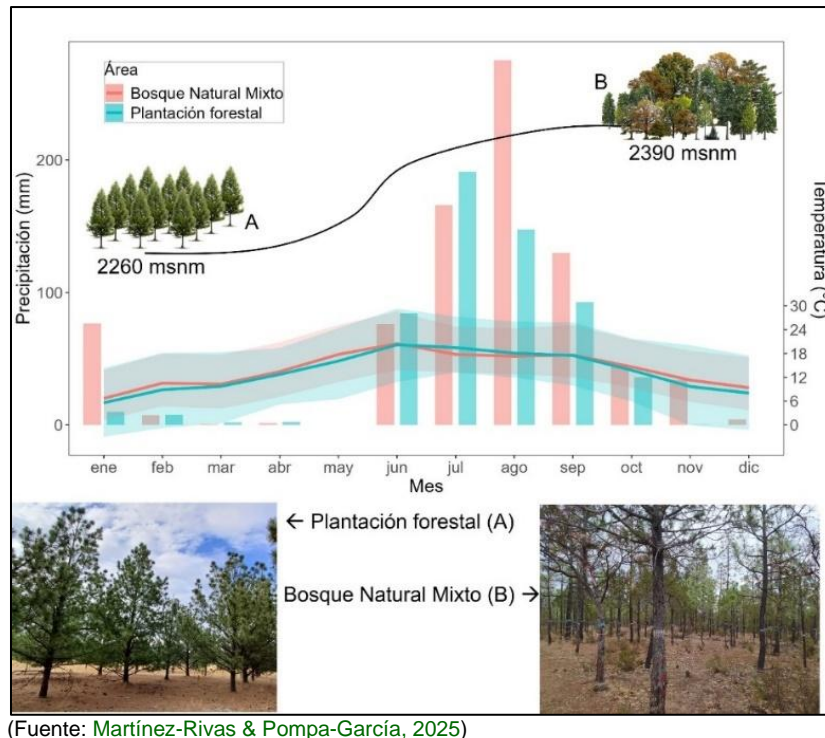 Área
Bosque Natural Mixto
Plantación forestal
B
2390 msnm
A
2260 msnm
Precipitación (mm)
200
100
0
Temperatura (°C)
30
24
18
12
6
0
ene feb mar abr may jun jul ago sep oct nov dic
Mes
← Plantación forestal (A)
Bosque Natural Mixto (B) →
(Fuente: Martínez-Rivas & Pompa-García, 2025)